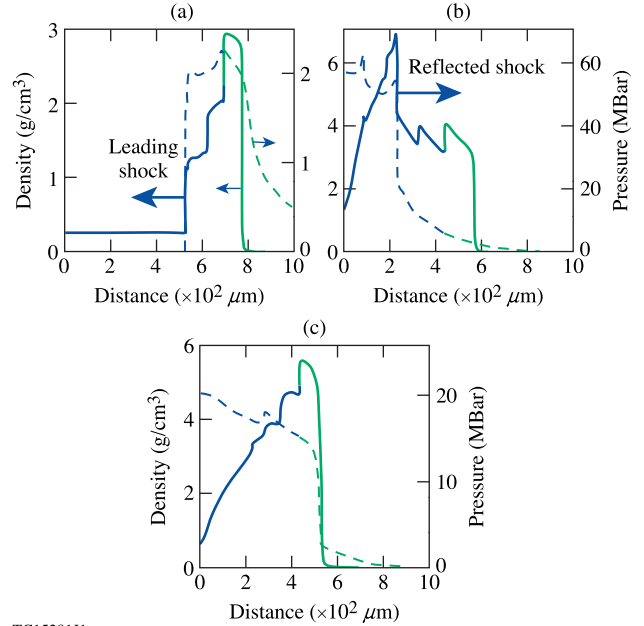 (a)
3
2
1
0
2
1
0
0 2 4 6 8 10
Density (g/cm³)
Distance (×10² μm)
Leading
shock
(b)
6
4
2
0
60
40
20
0
0 2 4 6 8 10
Pressure (MBar)
Distance (×10² μm)
Reflected shock
(c)
6
4
2
0
20
10
0
0 2 4 6 8 10
Density (g/cm³)
Pressure (MBar)
Distance (×10² μm)